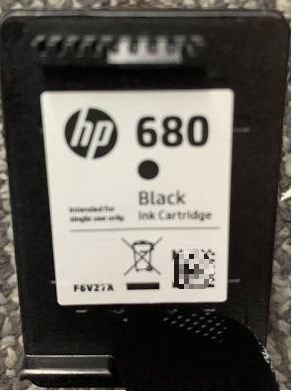 hp 680
Black
Ink Cartridge
Intended for
single use only.
F6V27A